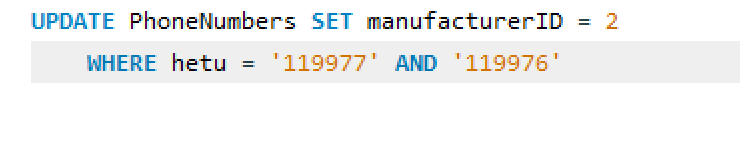 UPDATE PhoneNumbers SET manufacturerID = 2
WHERE hetu = '119977' AND '119976'